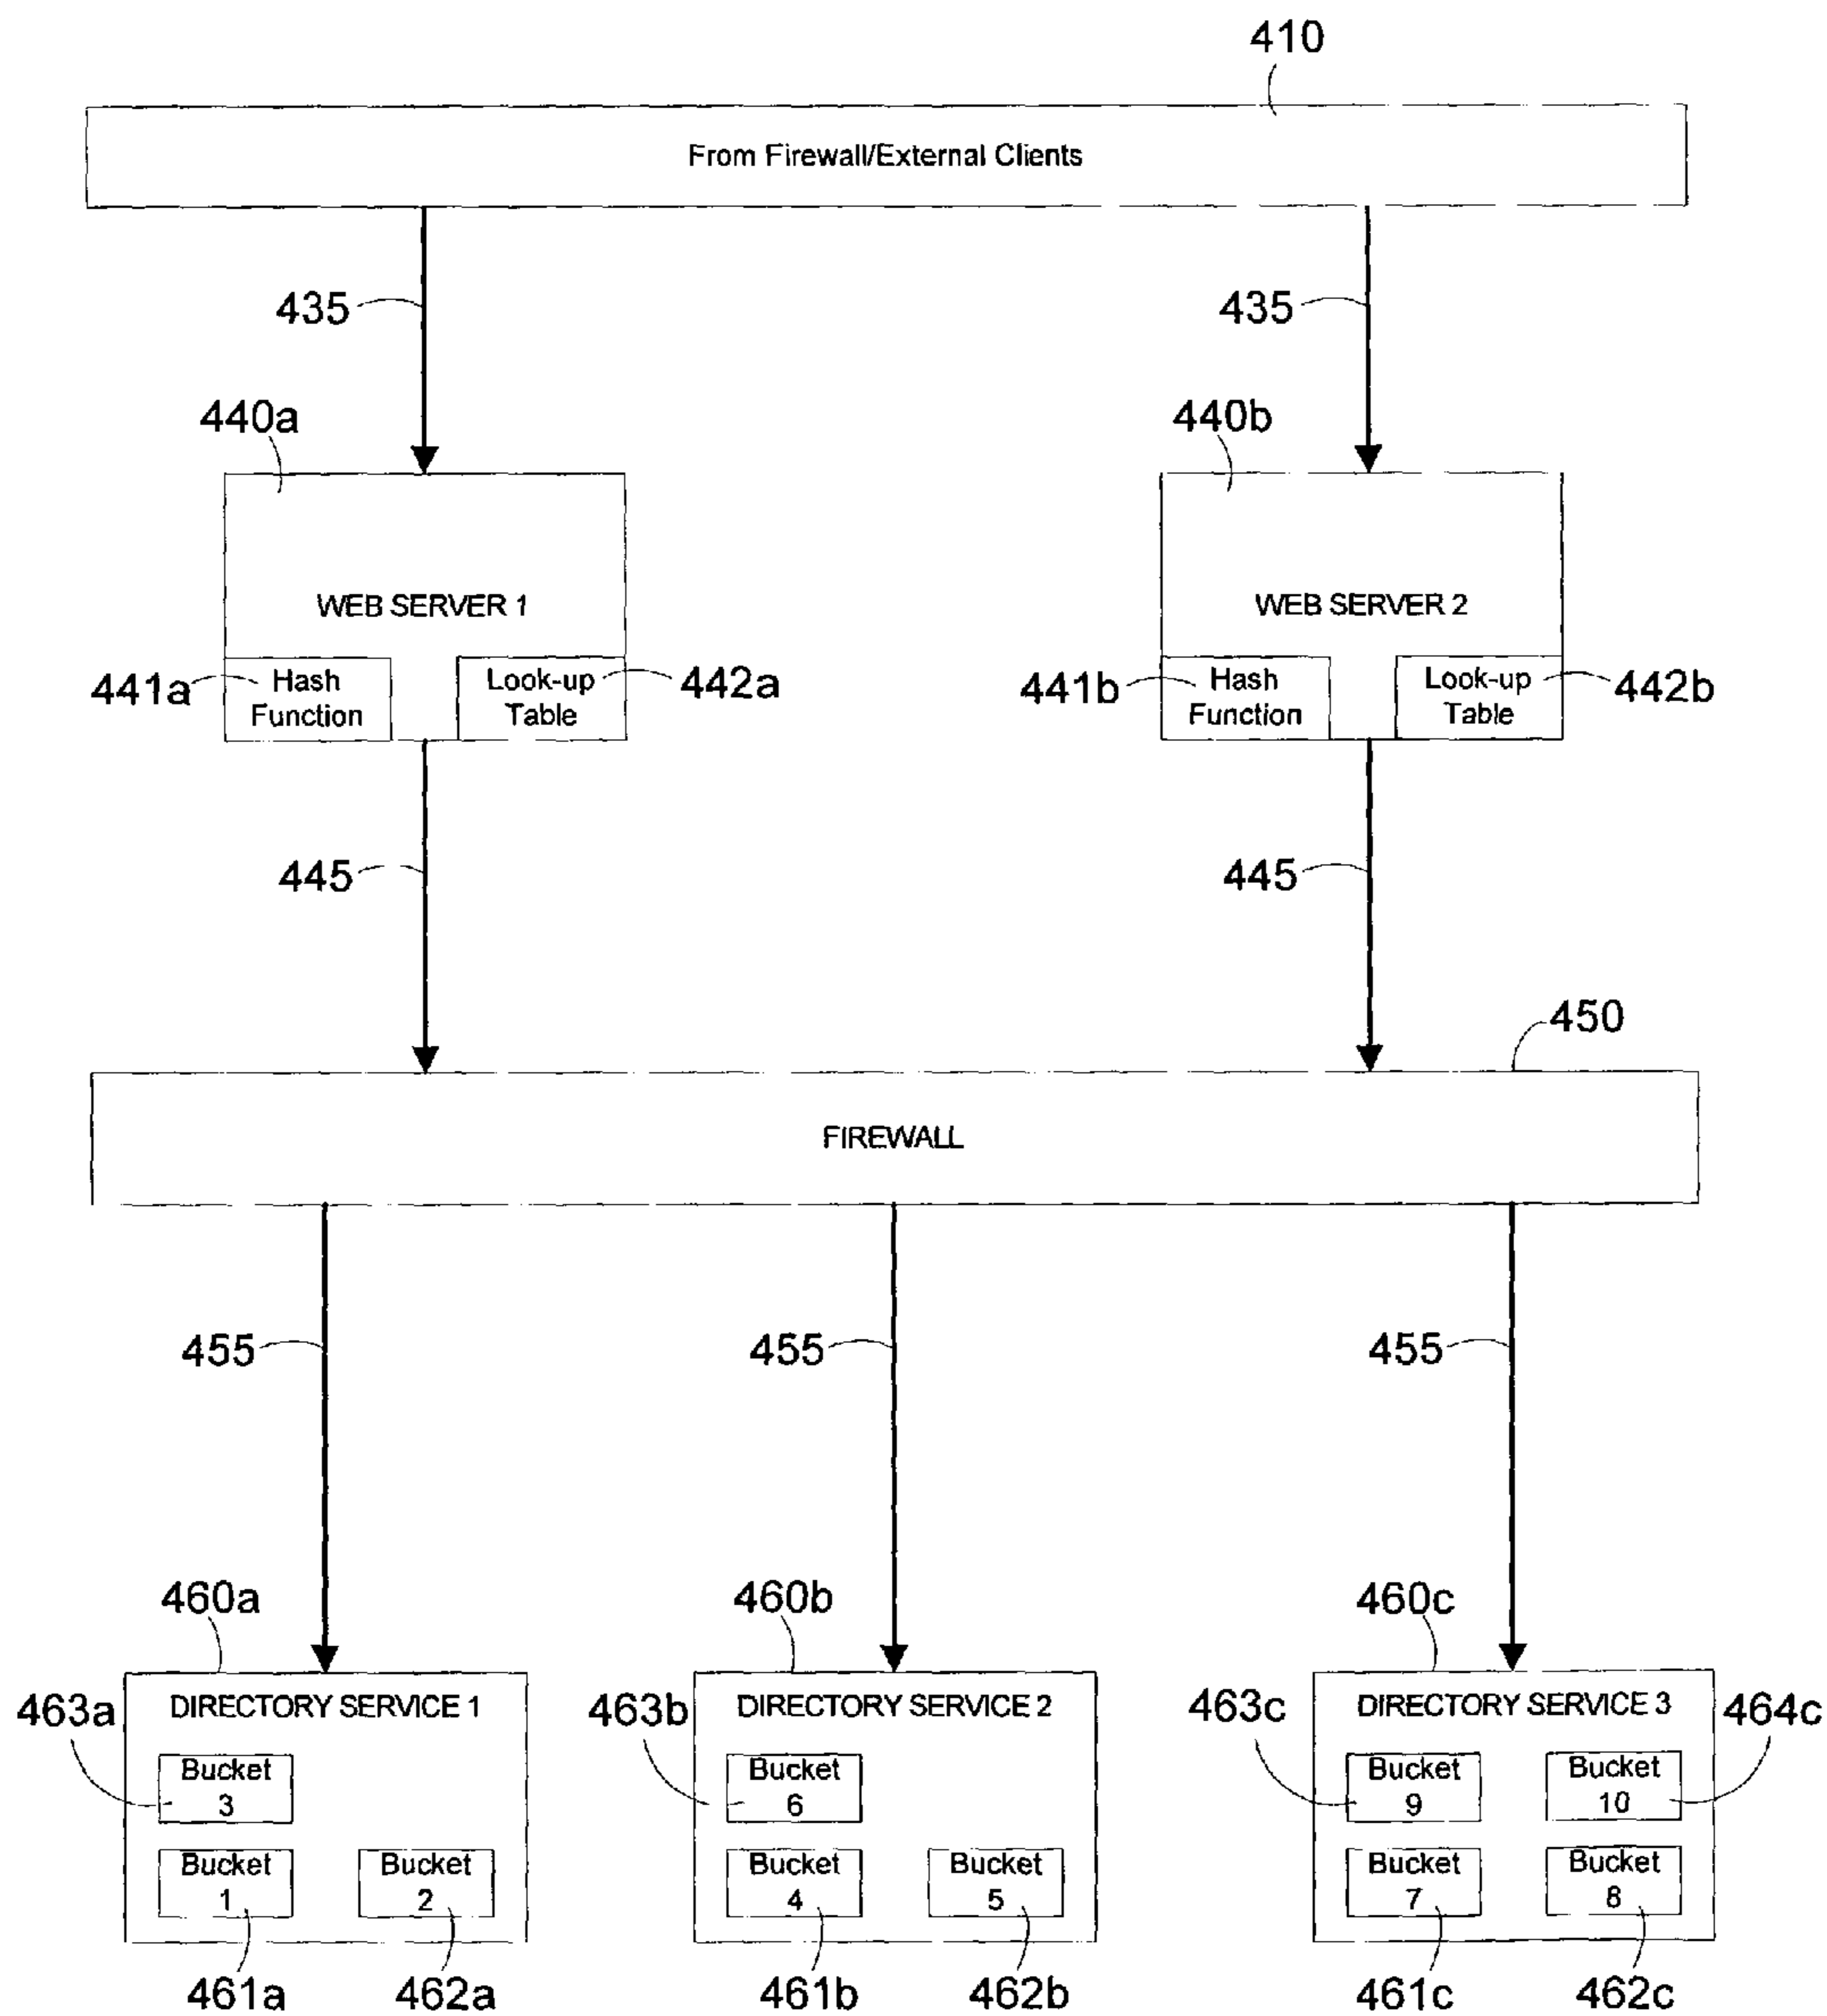 410
From Firewall/External Clients
435
435
440a
440b
WEB SERVER 1
WEB SERVER 2
441a
Hash
Function
Look-up
Table
442a
441b
Hash
Function
Look-up
Table
442b
445
445
450
FIREWALL
455
455
455
460a
460b
460c
463a
DIRECTORY SERVICE 1
463b
DIRECTORY SERVICE 2
463c
DIRECTORY SERVICE 3
464c
Bucket
3
Bucket
6
Bucket
9
Bucket
10
Bucket
1
Bucket
2
Bucket
4
Bucket
5
Bucket
7
Bucket
8
461a
462a
461b
462b
461c
462c